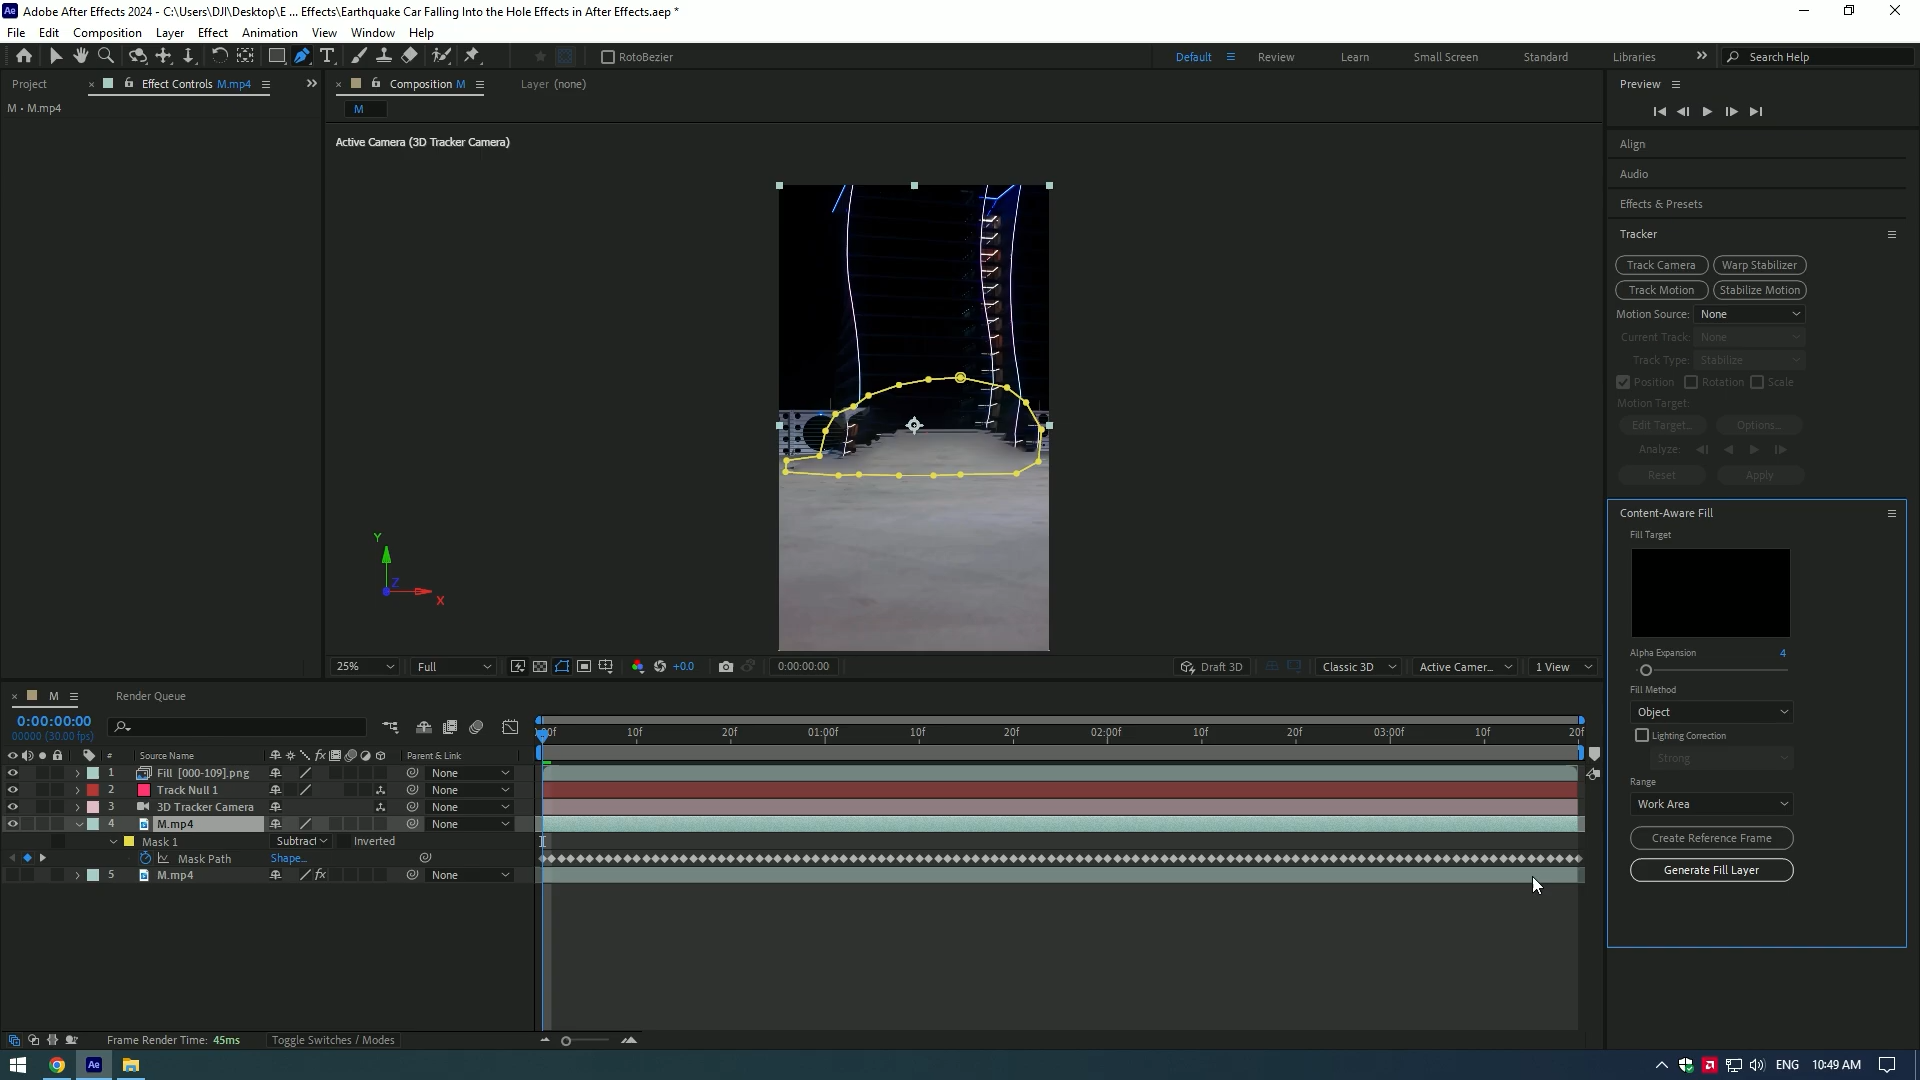 Adobe After Effects 2024 - C:\Users\DJI\Desktop\E ... Effects\Earthquake Car Falling Into the Hole Effects in After Effects.aep *
File Edit Composition Layer Effect Animation View Window Help
RotoBezier
Default
Review
Learn
Small Screen
Standard
Libraries
Search Help
Project
Effect Controls M.mp4
Composition M
Layer (none)
M • M.mp4
M
Active Camera (3D Tracker Camera)
Y
Z
X
25%
Full
+0.0
0:00:00:00
Draft 3D
Classic 3D
Active Camer...
1 View
Preview
Align
Audio
Effects & Presets
Tracker
Track Camera
Warp Stabilizer
Track Motion
Stabilize Motion
Motion Source: None
Current Track: None
Track Type: Stabilize
Position Rotation Scale
Motion Target:
Edit Target...
Options...
Analyze:
Reset
Apply
Content-Aware Fill
Fill Target
Alpha Expansion 4
Fill Method
Object
Lighting Correction
Strong
Range
Work Area
Create Reference Frame
Generate Fill Layer
M
Render Queue
0:00:00:00
00000 (30.00 fps)
:00f 10f 20f 01:00f 10f 20f 02:00f 10f 20f 03:00f 10f 20f
# Source Name
fx
Parent & Link
1 Fill [000-109].png None
2 Track Null 1 None
3 3D Tracker Camera None
4 M.mp4 None
Mask 1 Subtract Inverted
Mask Path Shape...
5 M.mp4 fx None
Frame Render Time: 45ms
Toggle Switches / Modes
Ae
ENG
10:49 AM